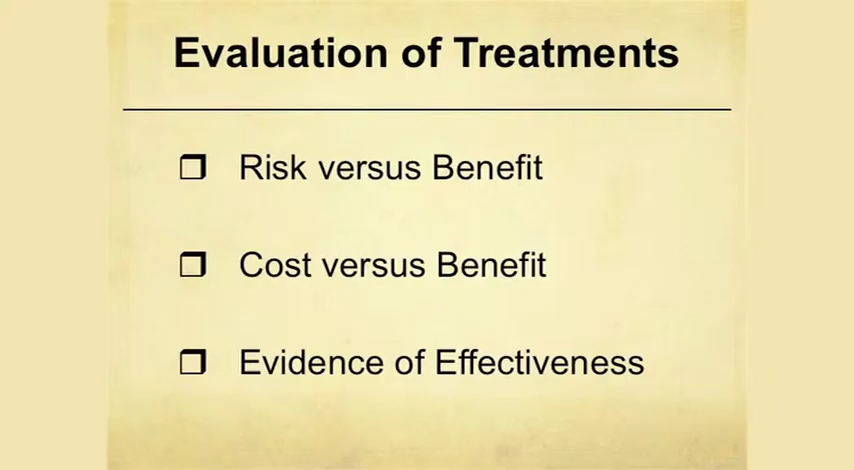 Evaluation of Treatments
❒ Risk versus Benefit
❒ Cost versus Benefit
❒ Evidence of Effectiveness